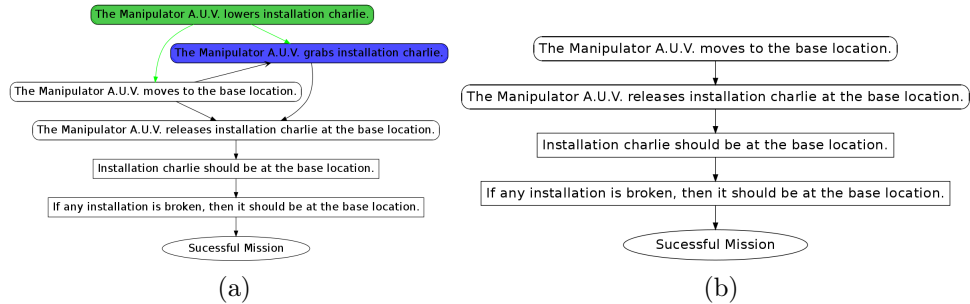 The Manipulator A.U.V. lowers installation charlie.
The Manipulator A.U.V. grabs installation charlie.
The Manipulator A.U.V. moves to the base location.
The Manipulator A.U.V. releases installation charlie at the base location.
Installation charlie should be at the base location.
If any installation is broken, then it should be at the base location.
Sucessful Mission
(a)
The Manipulator A.U.V. moves to the base location.
The Manipulator A.U.V. releases installation charlie at the base location.
Installation charlie should be at the base location.
If any installation is broken, then it should be at the base location.
Sucessful Mission
(b)